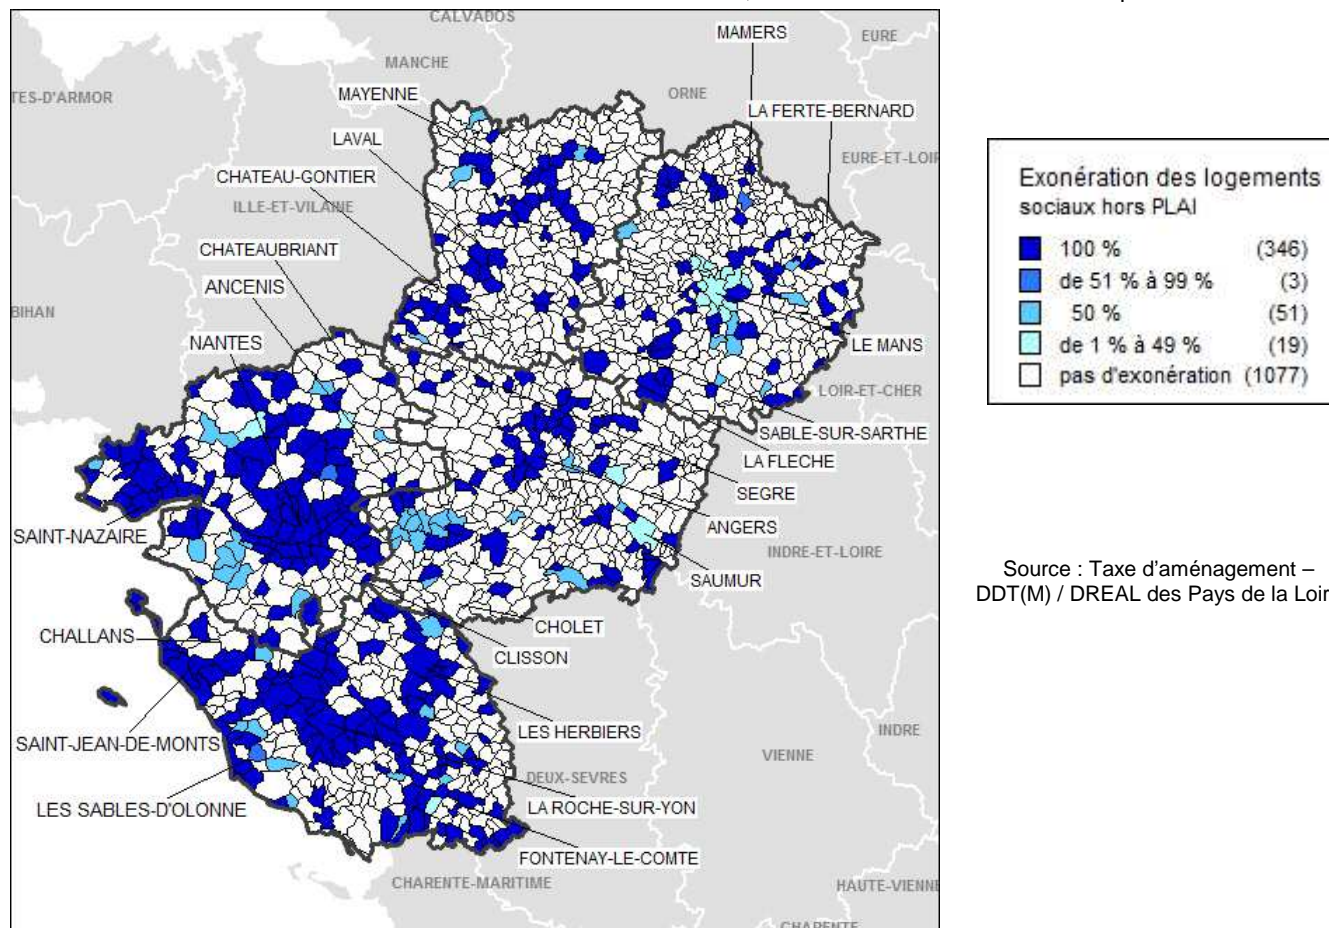 CALVADOS
MAMERS
EURE
MANCHE
TES-D'ARMOR
MAYENNE
ORNE
LA FERTE-BERNARD
LAVAL
EURE-ET-LOIR
CHATEAU-GONTIER
ILLE-ET-VILAINE
CHATEAUBRIANT
ANCENIS
BIHAN
NANTES
LE MANS
LOIR-ET-CHER
SABLE-SUR-SARTHE
LA FLECHE
SEGRE
ANGERS
SAINT-NAZAIRE
INDRE-ET-LOIRE
SAUMUR
CHOLET
CHALLANS
CLISSON
LES HERBIERS
INDRE
SAINT-JEAN-DE-MONTS
VIENNE
DEUX-SEVRES
LES SABLES-D'OLONNE
LA ROCHE-SUR-YON
FONTENAY-LE-COMTE
CHARENTE-MARITIME
HAUTE-VIENNE
CHARENTE
Exonération des logements
sociaux hors PLAI
100 % (346)
de 51 % à 99 % (3)
50 % (51)
de 1 % à 49 % (19)
pas d'exonération (1077)
Source : Taxe d'aménagement –
DDT(M) / DREAL des Pays de la Loir